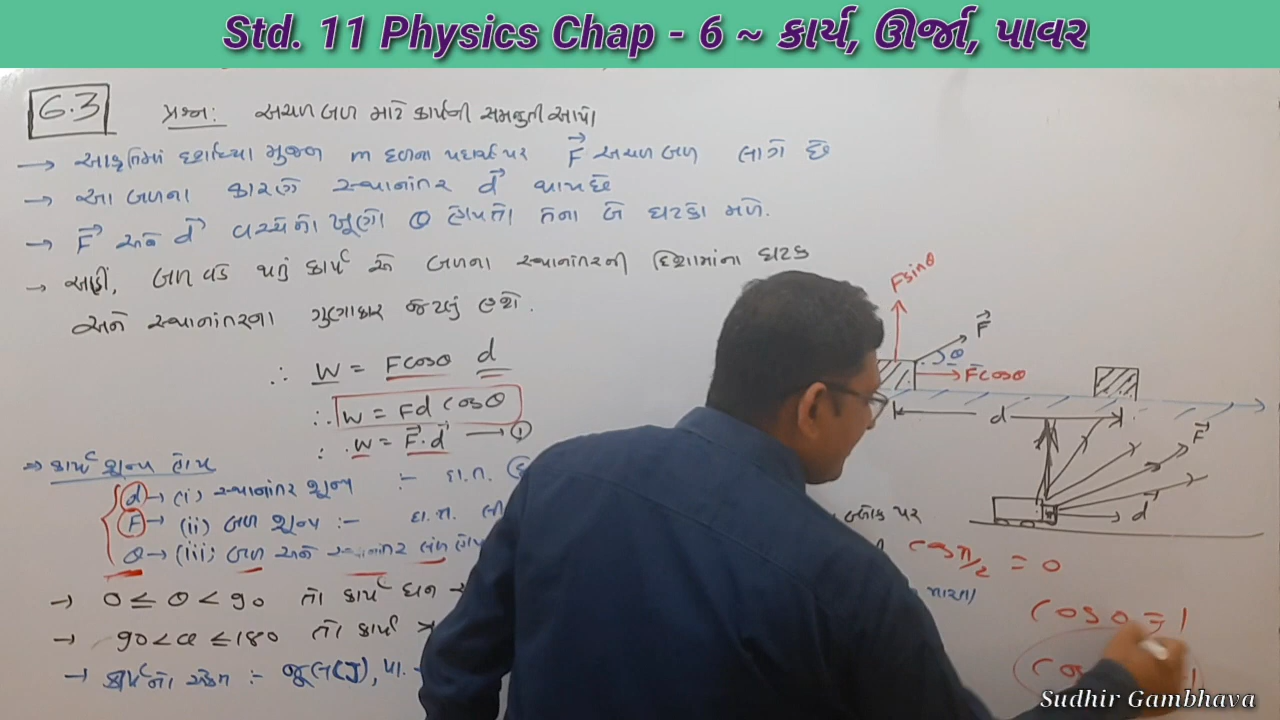 Std. 11 Physics Chap - 6 ~ કાર્ય, ઊર્જા, પાવર
6.3 પ્રશ્ન: અચળ બળ માટે કાર્યની સમજુતી આપો
→ આકૃતિમાં દર્શાવ્યા મુજબ m દળના પદાર્થ પર F⃗ અચળ બળ લાગે છે
→ આ બળના કારણે સ્થાનાંતર d⃗ થાય છે
→ F⃗ અને d⃗ વચ્ચેનો ખૂણો θ હોય તો તેના બે ઘટકો મળે.
→ અહીં, બળ વડે થતું કાર્ય એ બળના સ્થાનાંતરની દિશામાંના ઘટક
અને સ્થાનાંતરના ગુણાકાર જેટલું હશે.
∴ W = Fcosθ d
∴ W = Fd cosθ
∴ W = F⃗·d⃗ → ①
⇒ કાર્ય શૂન્ય હોય
d → (i) સ્થાનાંતર શૂન્ય :- દા.ત.
F → (ii) બળ શૂન્ય :- દા.ત.
θ → (iii) બળ અને સ્થાનાંતર લંબ હોય
→ 0 ≤ θ < 90 તો કાર્ય ધન
→ 90 < θ ≤ 180 તો કાર્ય
→ કાર્યનો એકમ :- જૂલ(J), પા.
Fsinθ
F⃗
θ
Fcosθ
d
F⃗
d⃗
બ્લોક પર
cosπ/2 = 0
cos0 = 1
Sudhir Gambhava